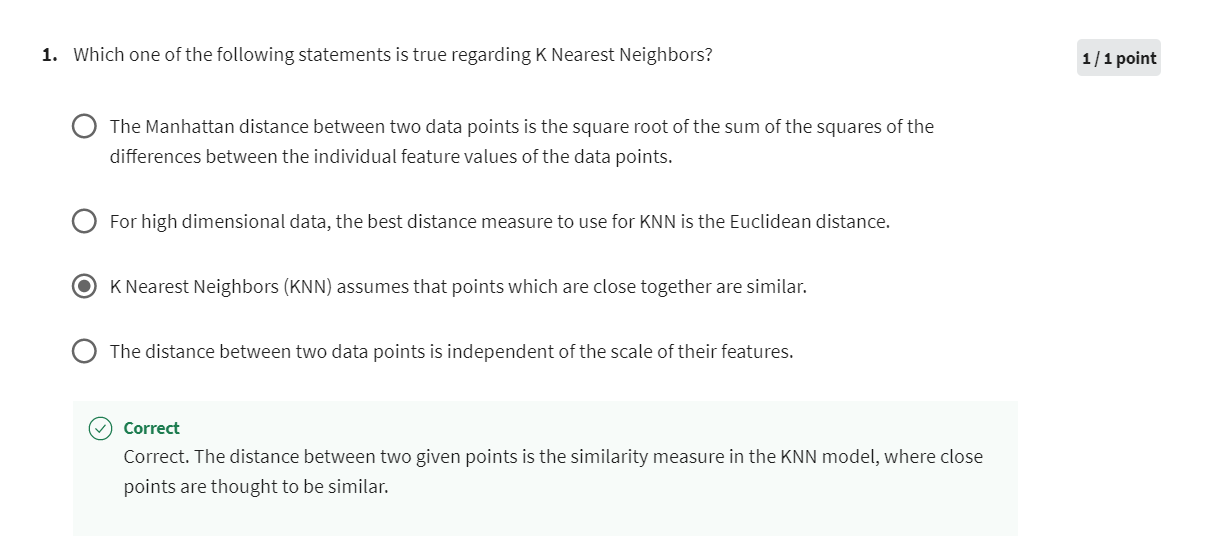 1. Which one of the following statements is true regarding K Nearest Neighbors?
1 / 1 point
The Manhattan distance between two data points is the square root of the sum of the squares of the
differences between the individual feature values of the data points.
For high dimensional data, the best distance measure to use for KNN is the Euclidean distance.
K Nearest Neighbors (KNN) assumes that points which are close together are similar.
The distance between two data points is independent of the scale of their features.
Correct
Correct. The distance between two given points is the similarity measure in the KNN model, where close
points are thought to be similar.